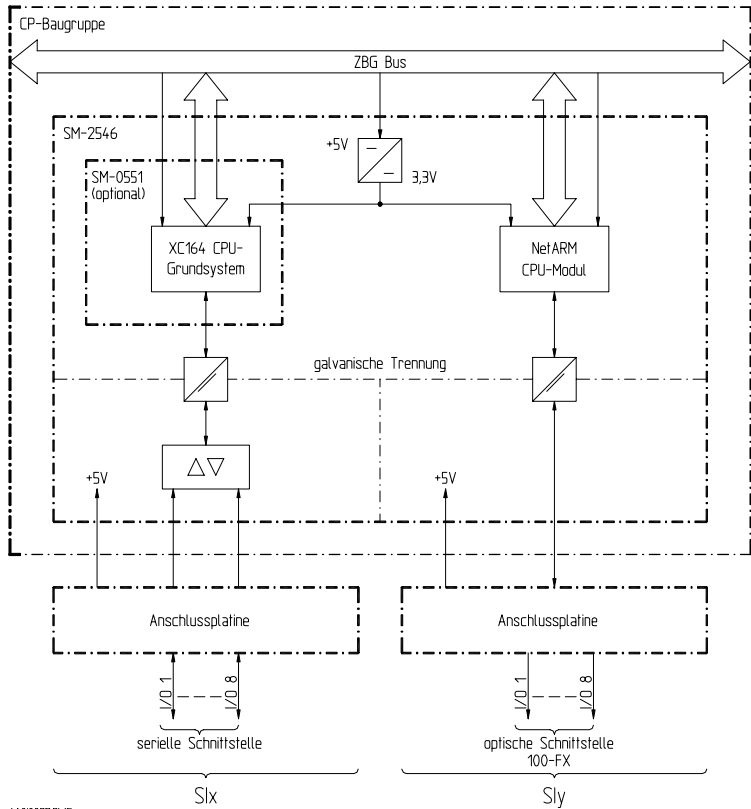 CP-Baugruppe
ZBG Bus
SM-2546
+5V
3,3V
SM-0551
(optional)
XC164 CPU-
Grundsystem
NetARM
CPU-Modul
galvanische Trennung
+5V
+5V
Anschlussplatine
Anschlussplatine
I/O 1
I/O 8
I/O 1
I/O 8
serielle Schnittstelle
optische Schnittstelle
100-FX
SIx
SIy